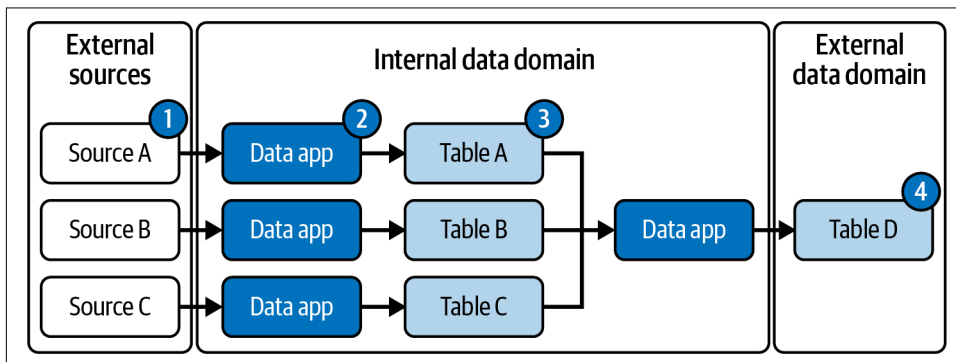 External
sources
Internal data domain
External
data domain
1
2
3
Source A
Data app
Table A
4
Source B
Data app
Table B
Data app
Table D
Source C
Data app
Table C